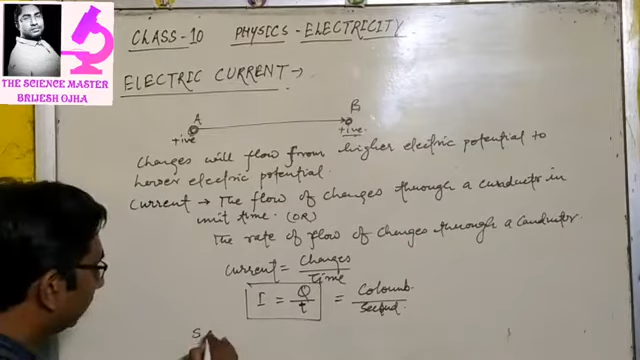 CLASS-10 PHYSICS - ELECTRICITY
THE SCIENCE MASTER
BRIJESH OJHA
ELECTRIC CURRENT→
A B
+ive +ive.
Charges will flow from higher electric potential to
lower electric potential.
Current → The flow of charges through a conductor in
unit time. (OR)
The rate of flow of charges through a conductor.
Current = Charges
Time
I = Q = Coloumb.
t Second.
S